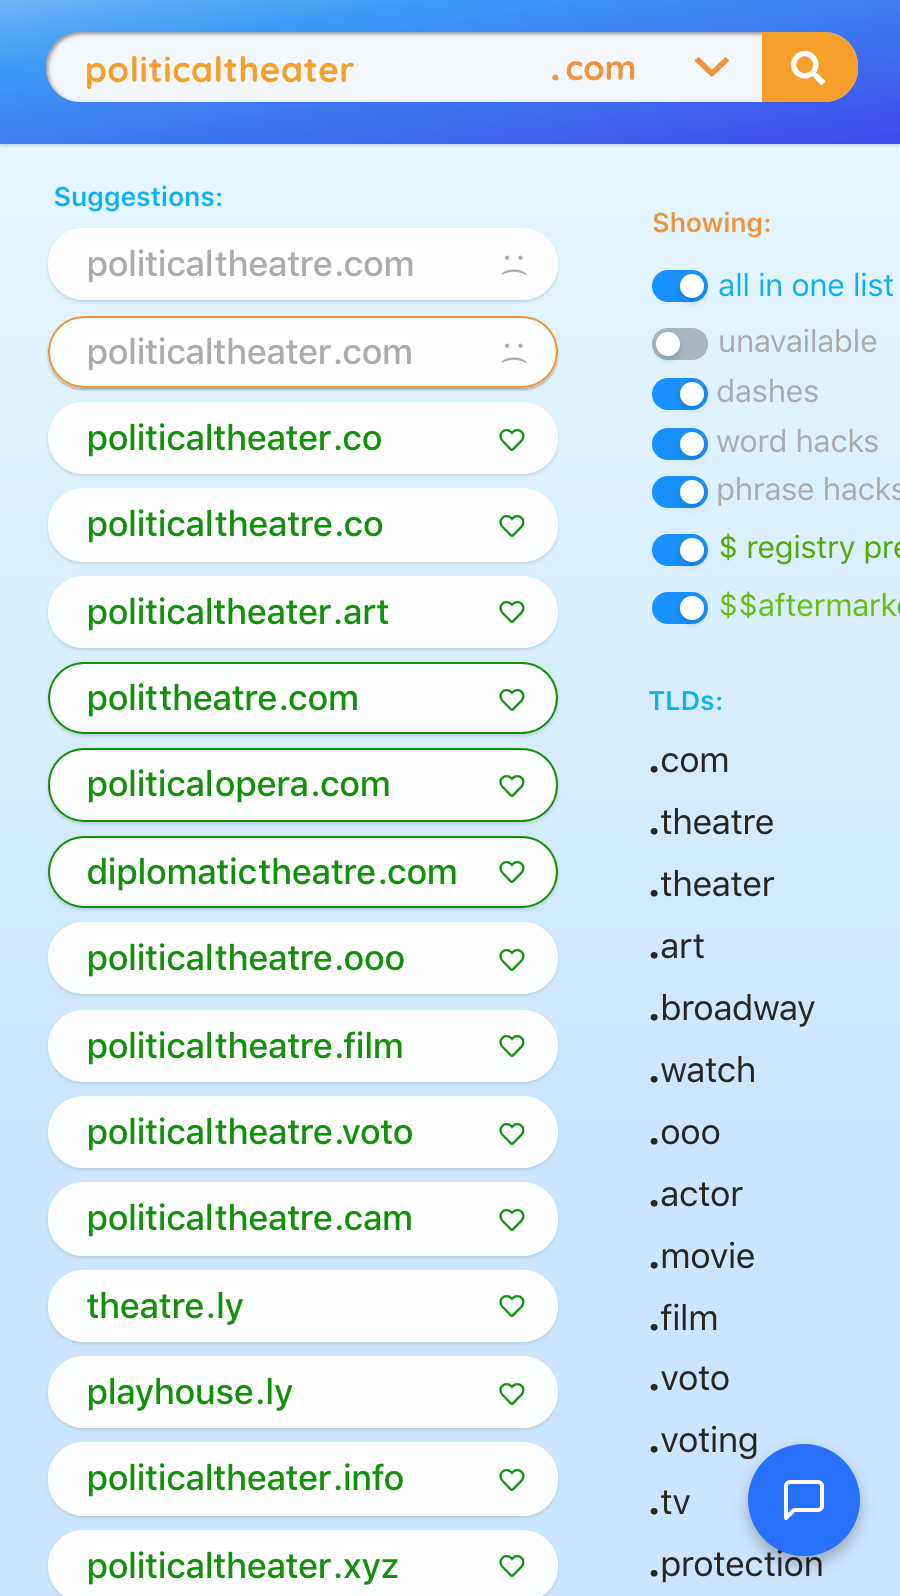 politicaltheater .com
Suggestions:
politicaltheatre.com
politicaltheater.com
politicaltheater.co
politicaltheatre.co
politicaltheater.art
polittheatre.com
politicalopera.com
diplomatictheatre.com
politicaltheatre.ooo
politicaltheatre.film
politicaltheatre.voto
politicaltheatre.cam
theatre.ly
playhouse.ly
politicaltheater.info
politicaltheater.xyz
Showing:
all in one list
unavailable
dashes
word hacks
phrase hacks
$ registry pre
$$aftermarke
TLDs:
.com
.theatre
.theater
.art
.broadway
.watch
.ooo
.actor
.movie
.film
.voto
.voting
.tv
.protection